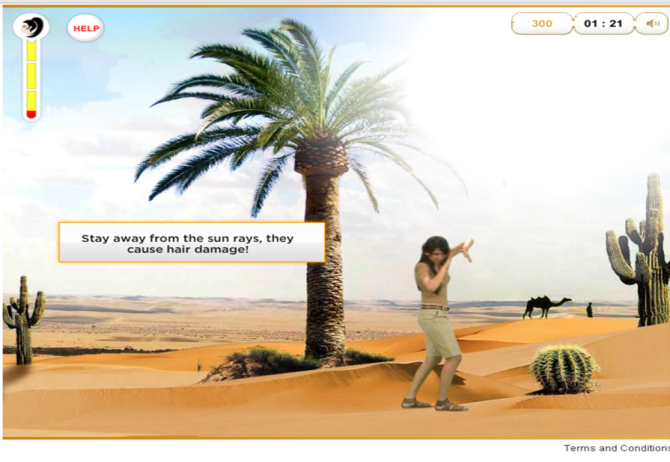 HELP
300
01 : 21
Stay away from the sun rays, they
cause hair damage!
Terms and Conditions